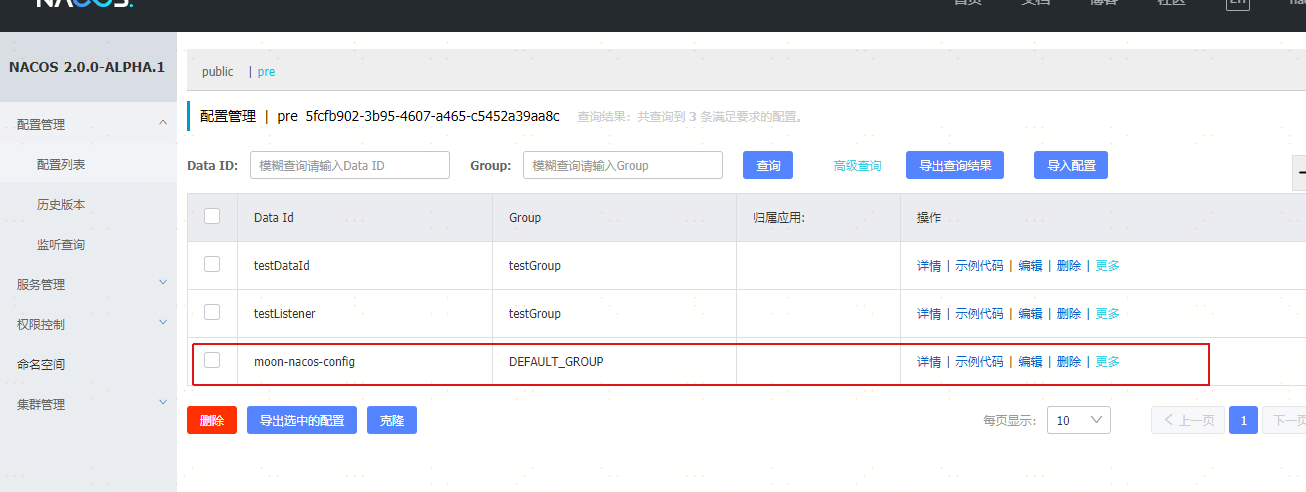 NACOS.
首页 文档 博客 社区 EN
NACOS 2.0.0-ALPHA.1
public | pre
配置管理
配置列表
历史版本
监听查询
服务管理
权限控制
命名空间
集群管理
配置管理 | pre 5fcfb902-3b95-4607-a465-c5452a39aa8c 查询结果：共查询到 3 条满足要求的配置。
Data ID: 模糊查询请输入Data ID Group: 模糊查询请输入Group 查询 高级查询 导出查询结果 导入配置
Data Id Group 归属应用: 操作
testDataId testGroup 详情 | 示例代码 | 编辑 | 删除 | 更多
testListener testGroup 详情 | 示例代码 | 编辑 | 删除 | 更多
moon-nacos-config DEFAULT_GROUP 详情 | 示例代码 | 编辑 | 删除 | 更多
删除 导出选中的配置 克隆 每页显示： 10 上一页 1 下一页